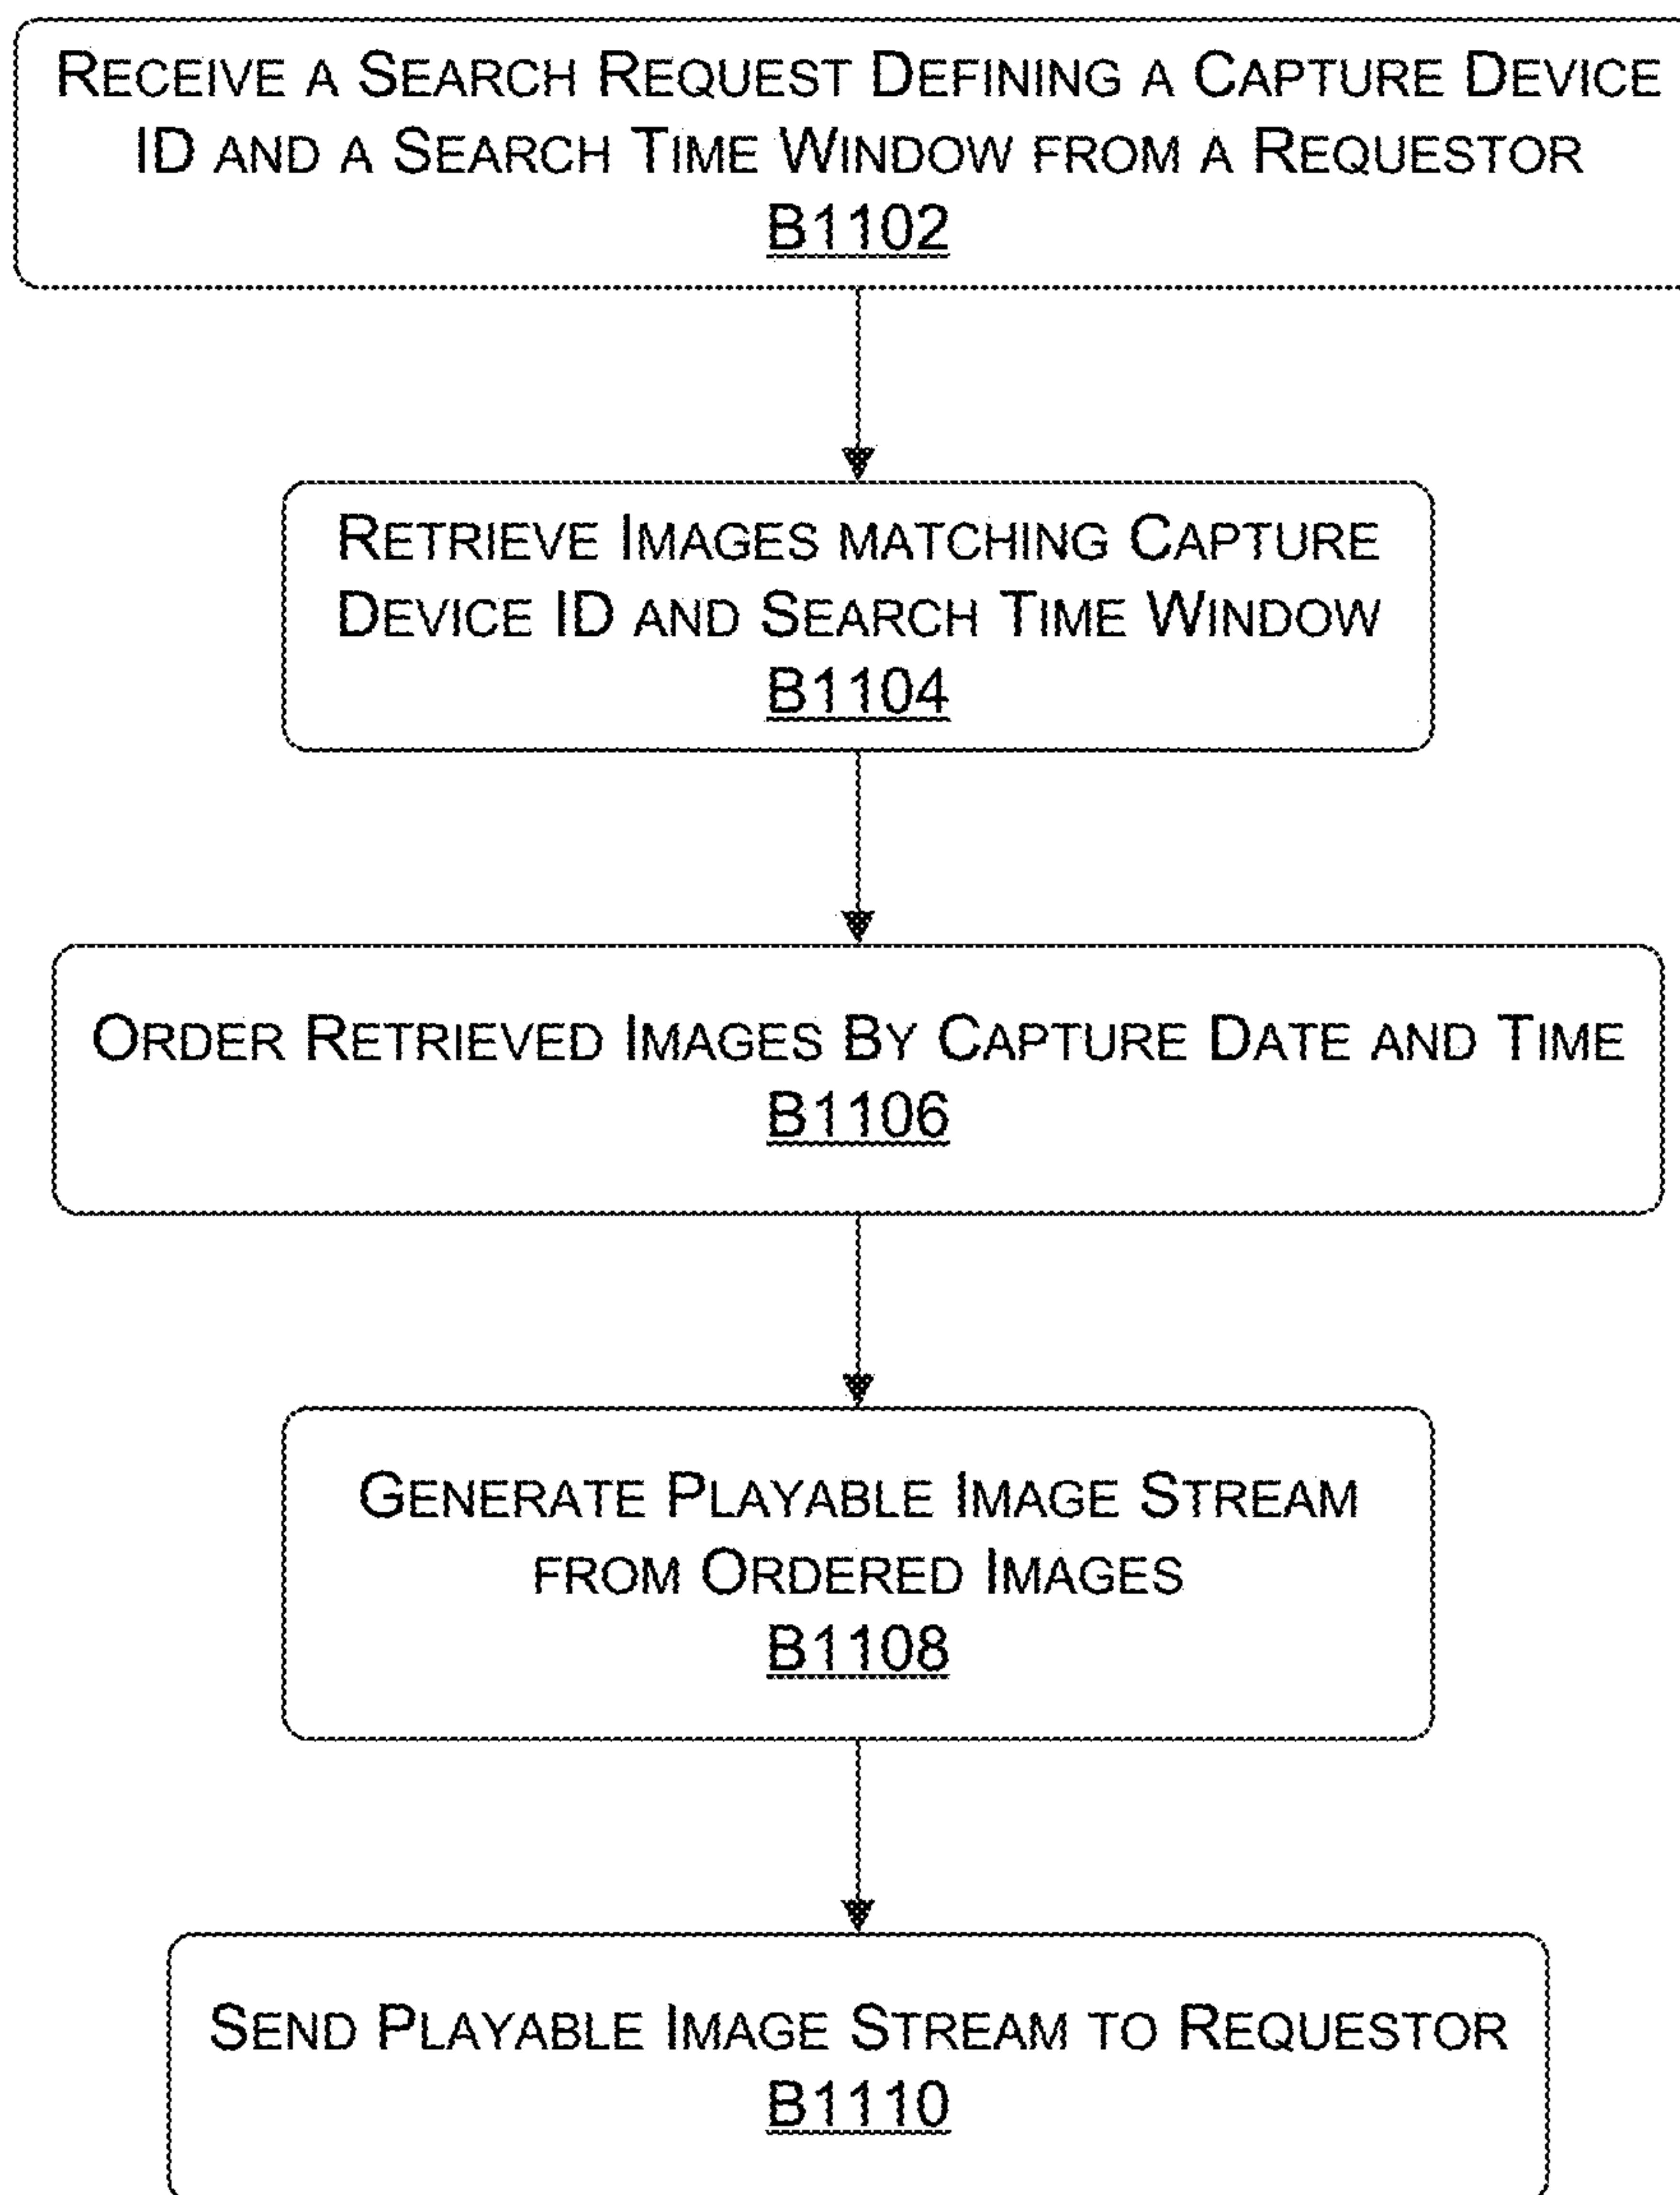 RECEIVE A SEARCH REQUEST DEFINING A CAPTURE DEVICE
ID AND A SEARCH TIME WINDOW FROM A REQUESTOR
B1102
RETRIEVE IMAGES MATCHING CAPTURE
DEVICE ID AND SEARCH TIME WINDOW
B1104
ORDER RETRIEVED IMAGES BY CAPTURE DATE AND TIME
B1106
GENERATE PLAYABLE IMAGE STREAM
FROM ORDERED IMAGES
B1108
SEND PLAYABLE IMAGE STREAM TO REQUESTOR
B1110